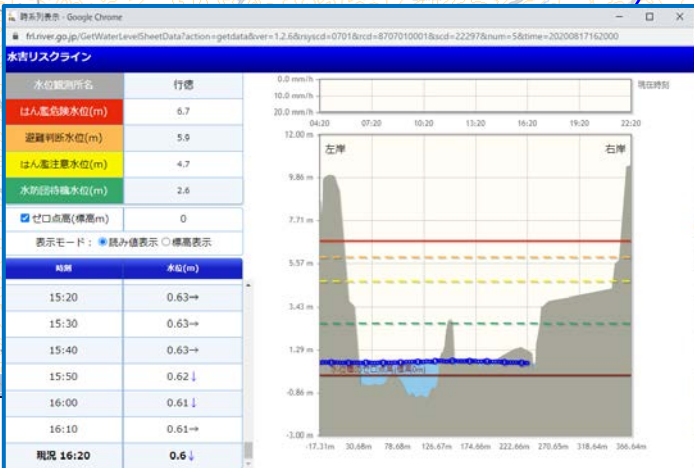 時系列表示 - Google Chrome
frl.river.go.jp/GetWaterLevelSheetData?action=getdata&ver=1.2.6&rsyscd=0701&rcd=8707010001&scd=22297&num=5&time=20200817162000
水害リスクライン
水位観測所名 行徳
はん濫危険水位(m) 6.7
避難判断水位(m) 5.9
はん濫注意水位(m) 4.7
水防団待機水位(m) 2.6
ゼロ点高(標高m) 0
表示モード： 読み値表示 標高表示
時刻 水位(m)
15:20 0.63→
15:30 0.63→
15:40 0.63→
15:50 0.62↓
16:00 0.61↓
16:10 0.61→
現況 16:20 0.6↓
0.0 mm/h
10.0 mm/h
20.0 mm/h
現在時刻
04:20 07:20 10:20 13:20 16:20 19:20 22:20
12.00 m
左岸 右岸
9.86 m
7.71 m
5.57 m
3.43 m
1.29 m
-0.86 m
-3.00 m
-17.31m 30.68m 78.68m 126.67m 174.66m 222.66m 270.65m 318.64m 366.64m